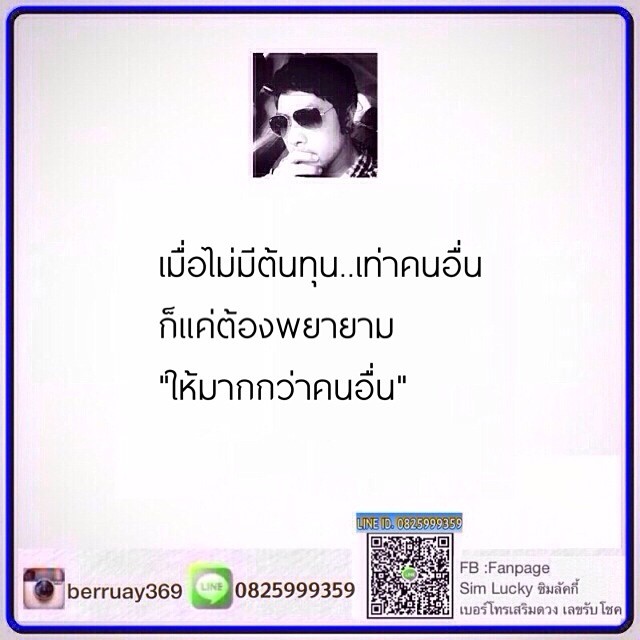 เมื่อไม่มีต้นทุน..เท่าคนอื่น
ก็แค่ต้องพยายาม
"ให้มากกว่าคนอื่น"
LINE ID. 0825999359
berruay369
LINE
0825999359
FB :Fanpage
Sim Lucky ซิมลัคกี้
เบอร์โทรเสริมดวง เลขรับโชค